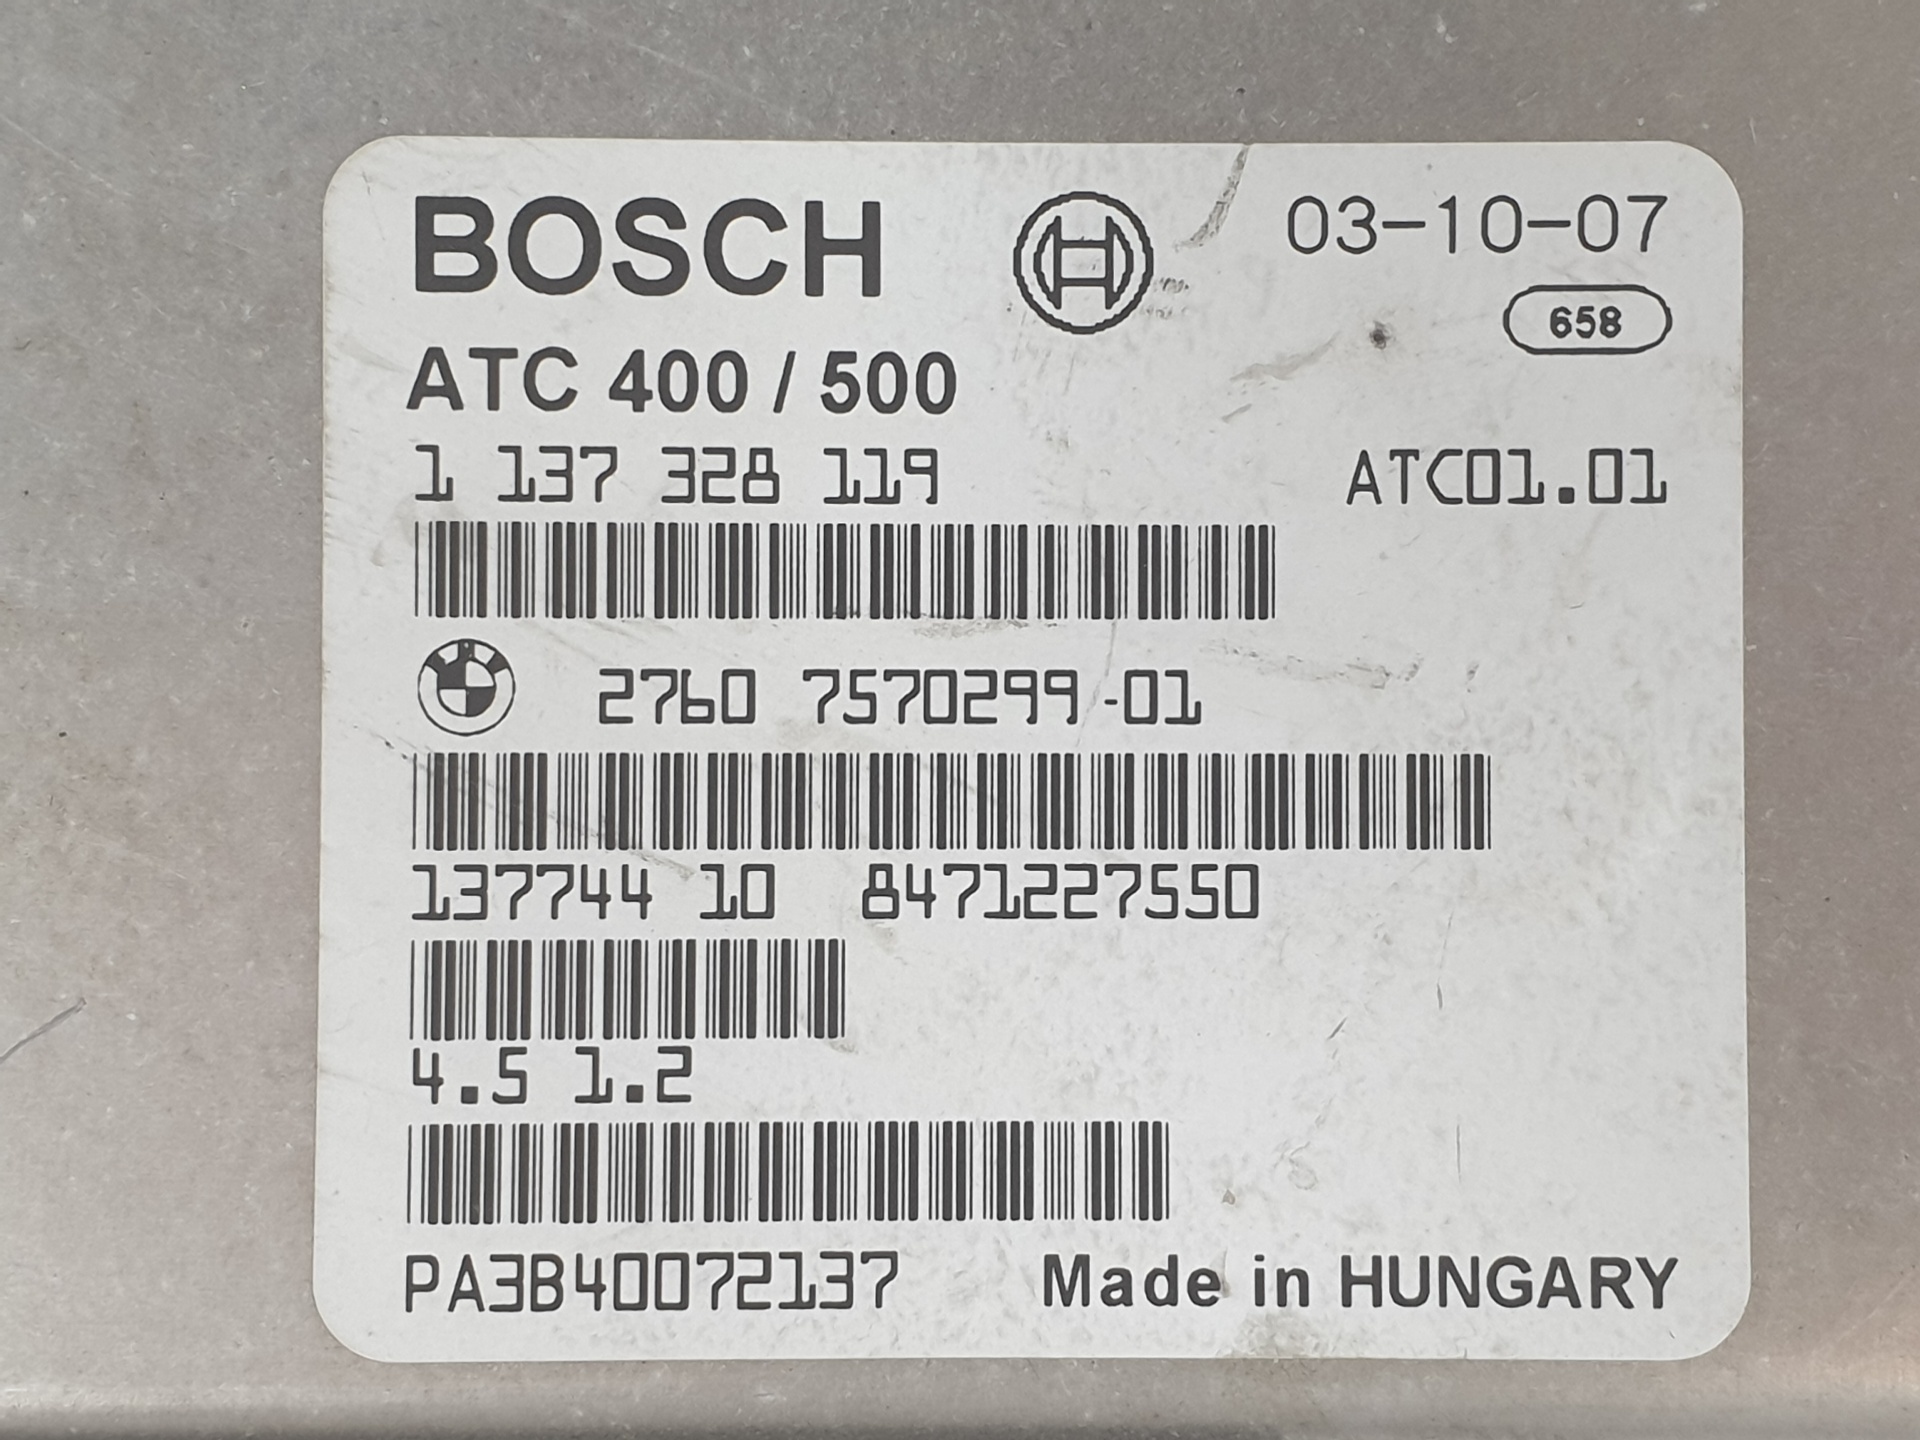 BOSCH 03-10-07
658
ATC 400 / 500
1 137 328 119 ATC01.01
2760 7570299-01
137744 10 8471227550
4.5 1.2
PA3B40072137 Made in HUNGARY